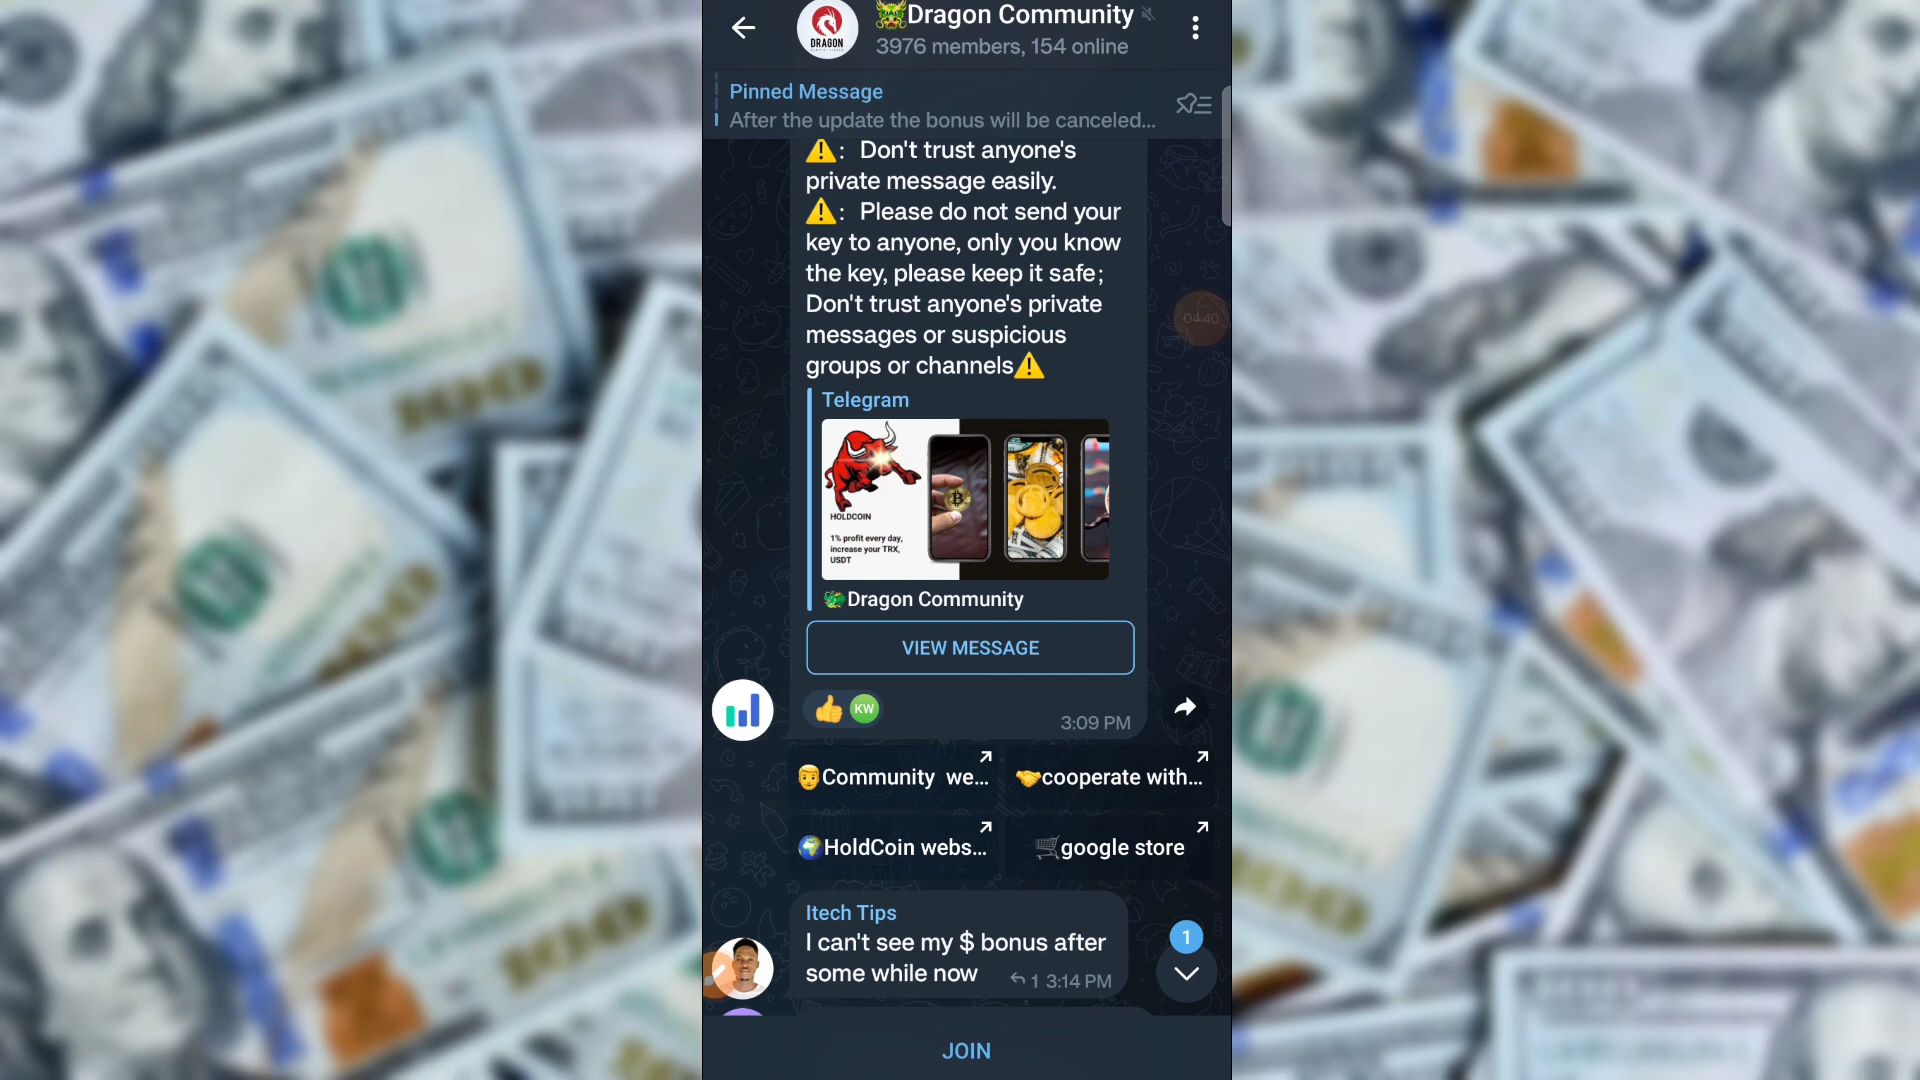 Dragon Community
3976 members, 154 online
DRAGON
Pinned Message
After the update the bonus will be canceled...
: Don't trust anyone's
private message easily.
: Please do not send your
key to anyone, only you know
the key, please keep it safe;
Don't trust anyone's private
messages or suspicious
groups or channels
04:40
Telegram
HOLDCOIN
1% profit every day,
increase your TRX,
USDT
Dragon Community
VIEW MESSAGE
KW
3:09 PM
Community we...
cooperate with...
HoldCoin webs...
google store
Itech Tips
I can't see my $ bonus after
some while now
1 3:14 PM
1
JOIN